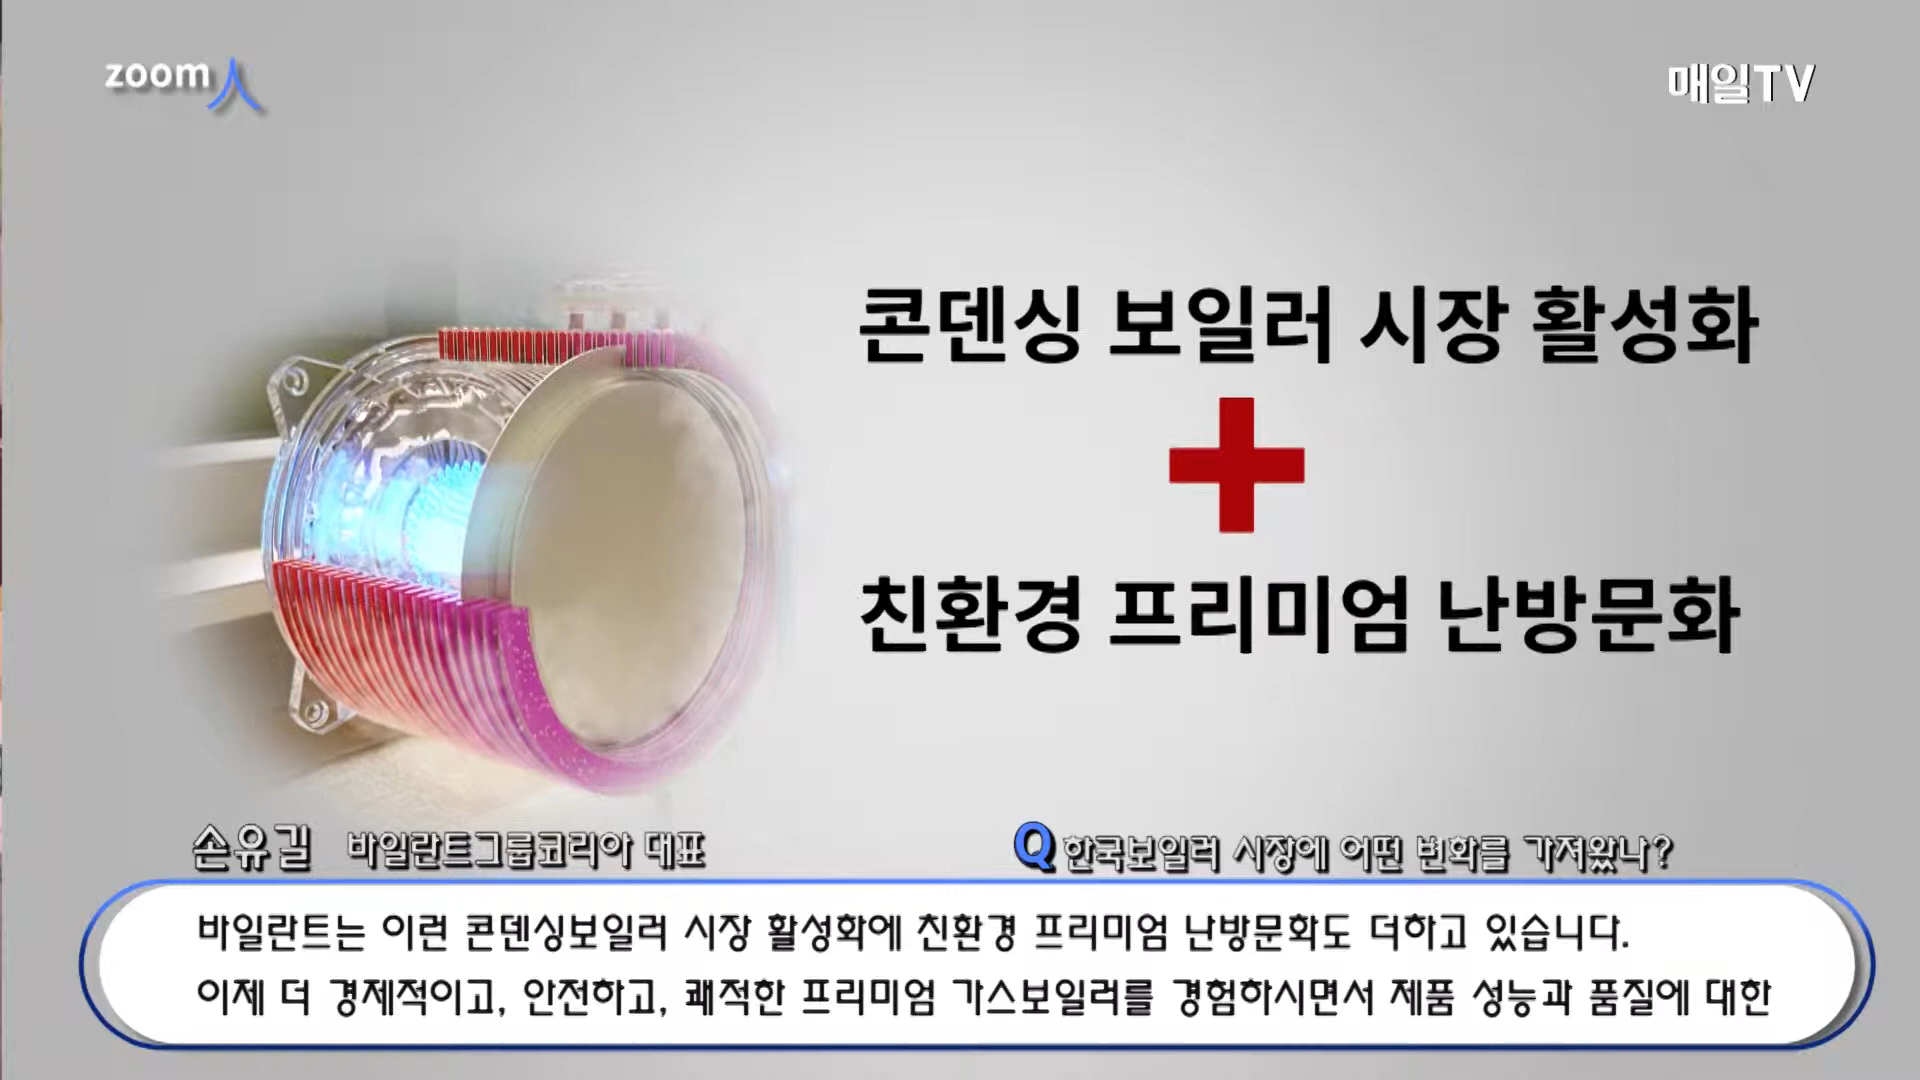 zoom人
매일TV
콘덴싱 보일러 시장 활성화
+
친환경 프리미엄 난방문화
손유길 바일란트그룹코리아 대표
Q 한국보일러 시장에 어떤 변화를 가져왔나?
바일란트는 이런 콘덴싱보일러 시장 활성화에 친환경 프리미엄 난방문화도 더하고 있습니다.
이제 더 경제적이고, 안전하고, 쾌적한 프리미엄 가스보일러를 경험하시면서 제품 성능과 품질에 대한